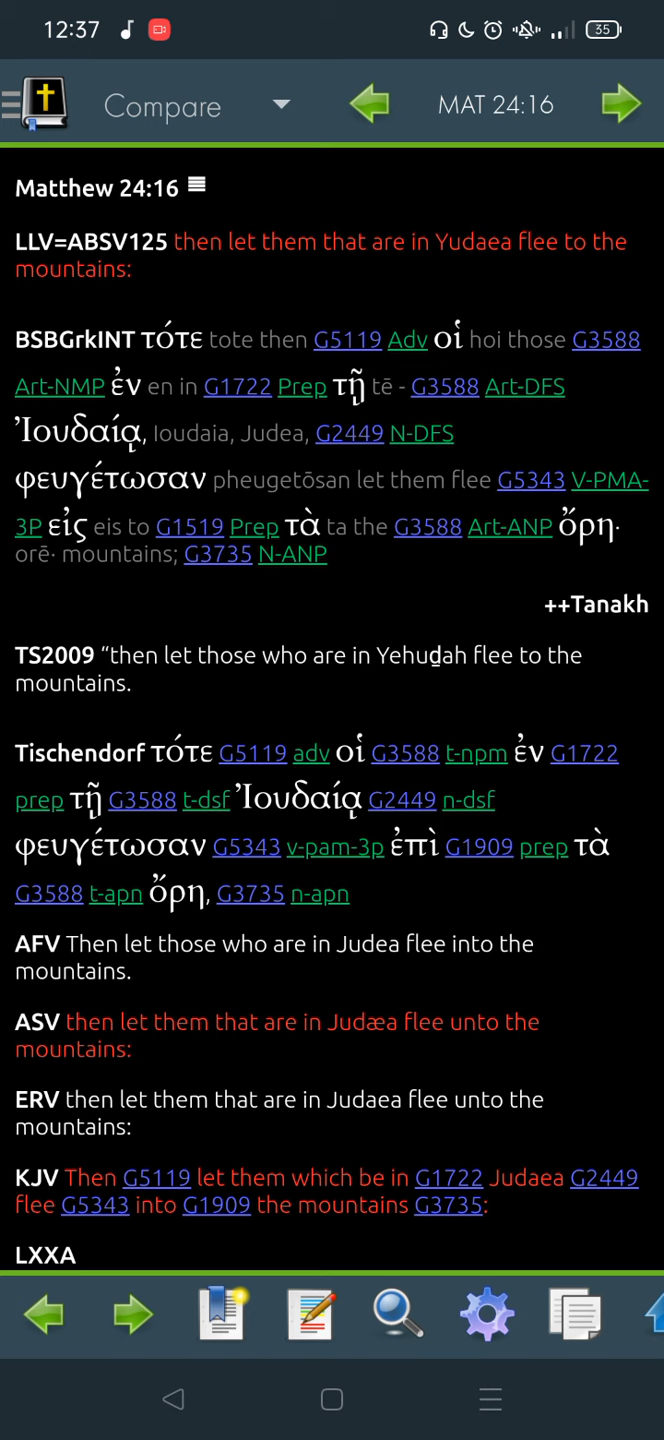 12:37
35
Compare
MAT 24:16
Matthew 24:16
LLV=ABSV125 then let them that are in Yudaea flee to the
mountains:
BSBGrkINT τότε tote then G5119 Adv οἱ hoi those G3588
Art-NMP ἐν en in G1722 Prep τῇ tē - G3588 Art-DFS
Ἰουδαίᾳ, Ioudaia, Judea, G2449 N-DFS
φευγέτωσαν pheugetōsan let them flee G5343 V-PMA-
3P εἰς eis to G1519 Prep τὰ ta the G3588 Art-ANP ὄρη·
orē· mountains; G3735 N-ANP
++Tanakh
TS2009 “then let those who are in Yehuḏah flee to the
mountains.
Tischendorf τότε G5119 adv οἱ G3588 t-npm ἐν G1722
prep τῇ G3588 t-dsf Ἰουδαίᾳ G2449 n-dsf
φευγέτωσαν G5343 v-pam-3p ἐπὶ G1909 prep τὰ
G3588 t-apn ὄρη, G3735 n-apn
AFV Then let those who are in Judea flee into the
mountains.
ASV then let them that are in Judæa flee unto the
mountains:
ERV then let them that are in Judaea flee unto the
mountains:
KJV Then G5119 let them which be in G1722 Judaea G2449
flee G5343 into G1909 the mountains G3735:
LXXA